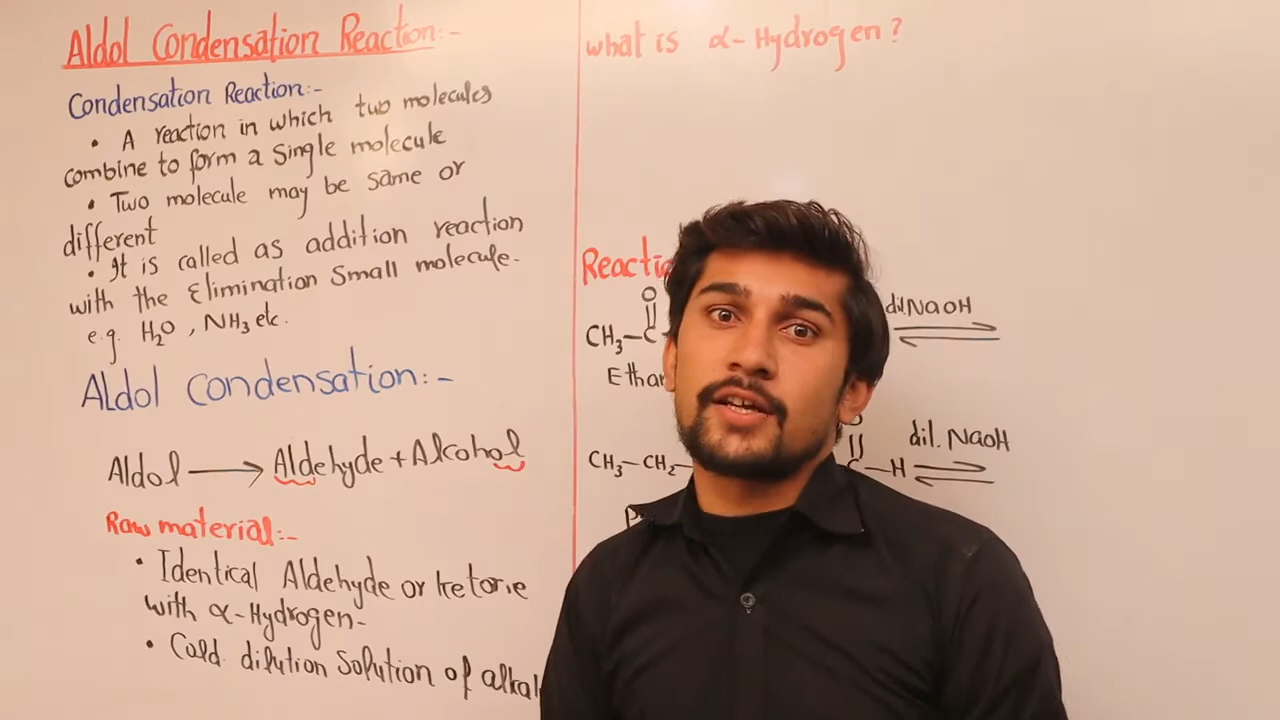 Aldol Condensation Reaction:-
Condensation Reaction:-
• A reaction in which two molecules
combine to form a single molecule
• Two molecule may be same or
different
• It is called as addition reaction
with the Elimination Small molecule.
e.g. H₂O, NH₃ etc.
Aldol Condensation:-
Aldol → Aldehyde + Alcohol
Raw material:-
• Identical Aldehyde or ketone
with α-Hydrogen-
• Cold dilution solution of alkal
what is α-Hydrogen?
Reactio
O
CH₃-C
dil.NaOH
Ethan
O
CH₃-CH₂-
C-H
dil. NaOH
P